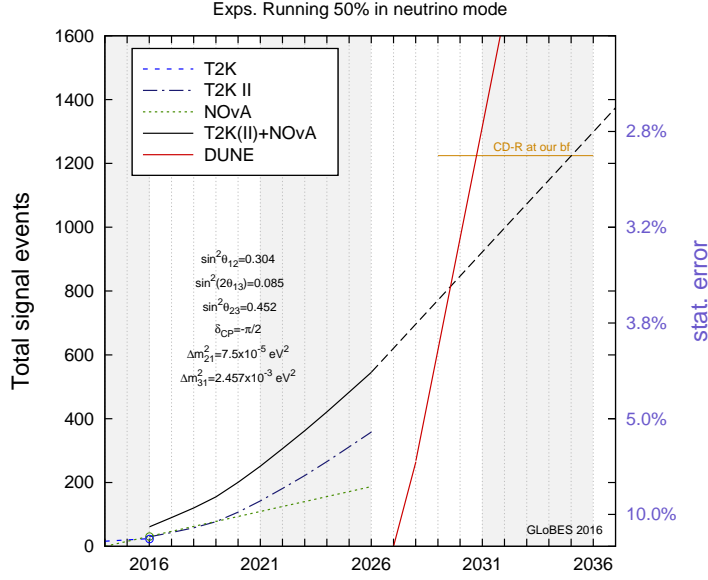 Exps. Running 50% in neutrino mode
1600
1400
1200
1000
800
600
400
200
0
Total signal events
T2K
T2K II
NOvA
T2K(II)+NOvA
DUNE
CD-R at our bf
sin²θ₁₂=0.304
sin²(2θ₁₃)=0.085
sin²θ₂₃=0.452
δ_CP=-π/2
Δm²₂₁=7.5x10⁻⁵ eV²
Δm²₃₁=2.457x10⁻³ eV²
2.8%
3.2%
3.8%
5.0%
10.0%
stat. error
GLoBES 2016
2016
2021
2026
2031
2036